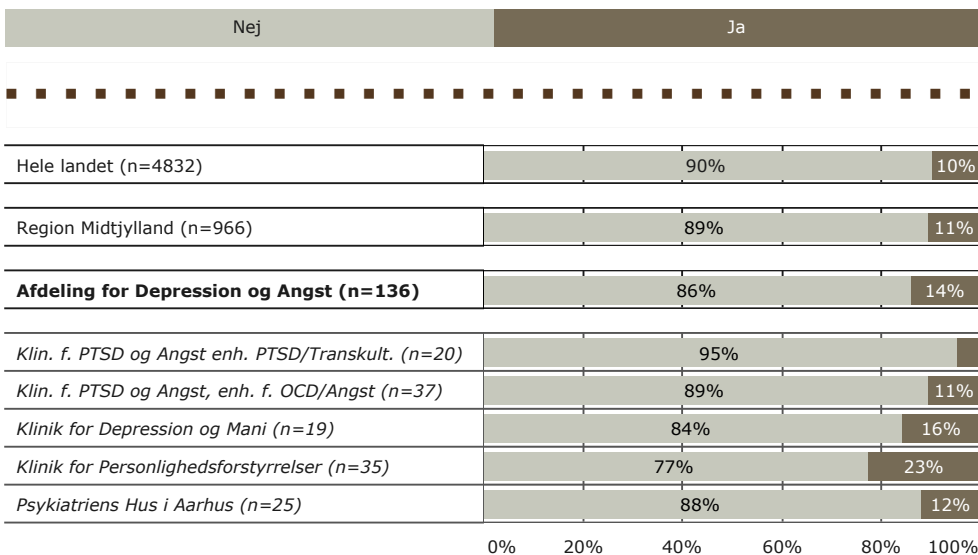 Nej Ja
Hele landet (n=4832) 90% 10%
Region Midtjylland (n=966) 89% 11%
Afdeling for Depression og Angst (n=136) 86% 14%
Klin. f. PTSD og Angst enh. PTSD/Transkult. (n=20) 95%
Klin. f. PTSD og Angst, enh. f. OCD/Angst (n=37) 89% 11%
Klinik for Depression og Mani (n=19) 84% 16%
Klinik for Personlighedsforstyrrelser (n=35) 77% 23%
Psykiatriens Hus i Aarhus (n=25) 88% 12%
0% 20% 40% 60% 80% 100%